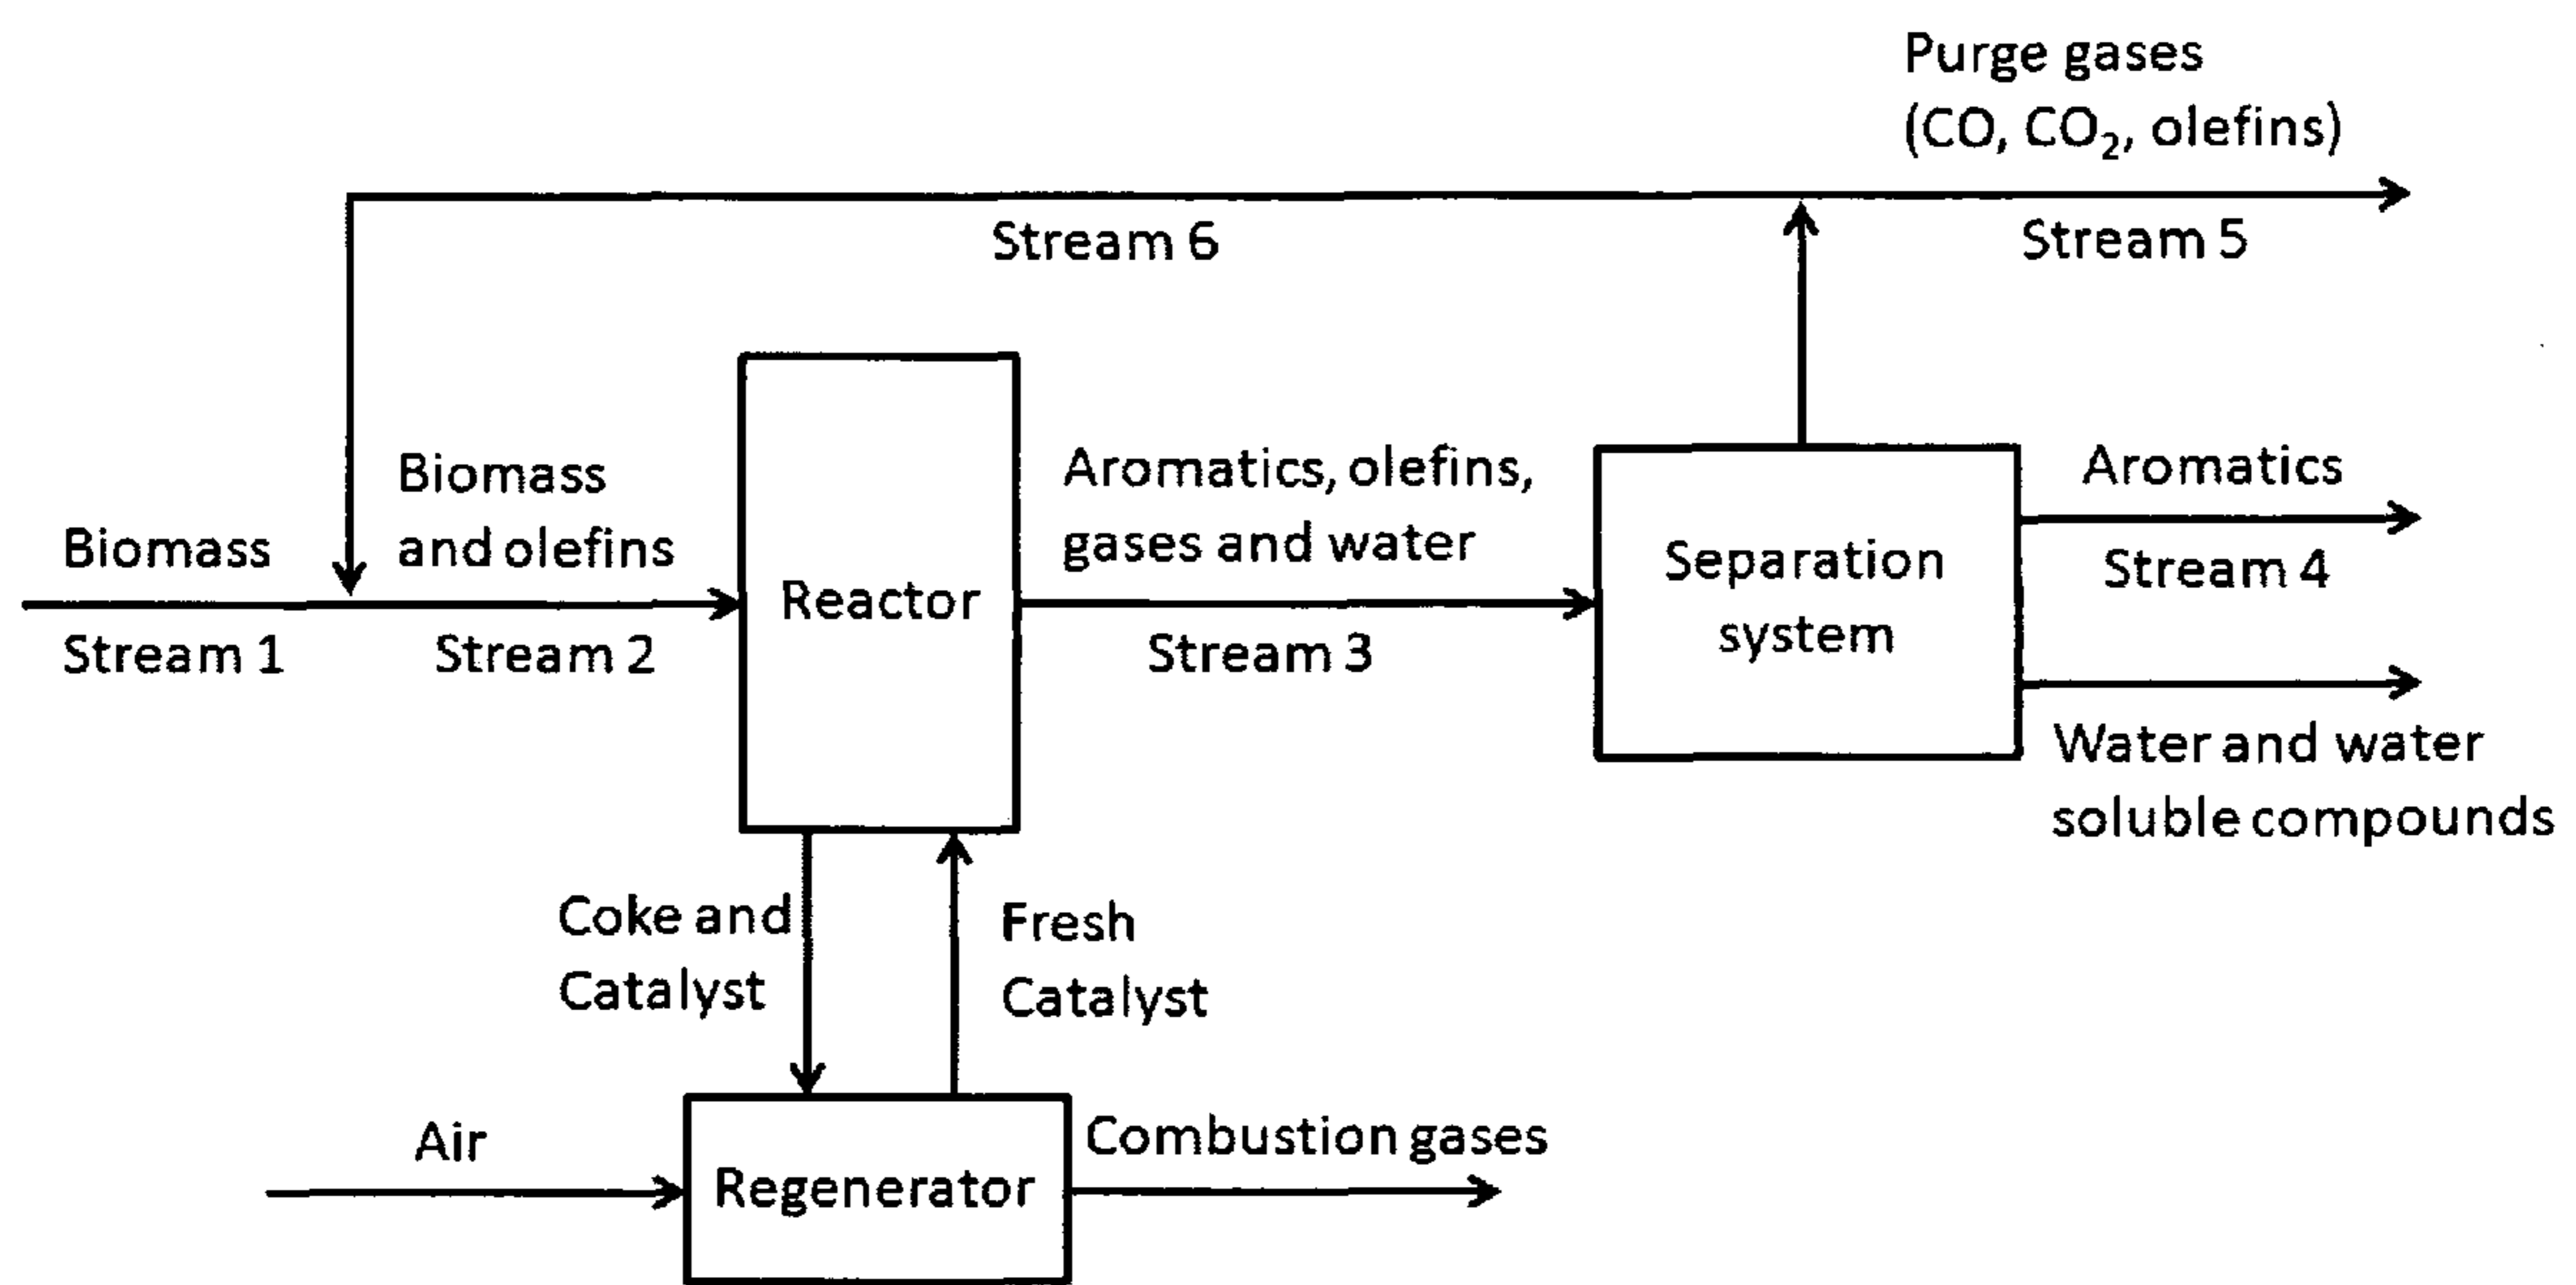 Purge gases
(CO, CO₂, olefins)
Stream 6
Stream 5
Biomass
and olefins
Biomass
Stream 1
Stream 2
Reactor
Aromatics, olefins,
gases and water
Stream 3
Separation
system
Aromatics
Stream 4
Water and water
soluble compounds
Coke and
Catalyst
Fresh
Catalyst
Air
Regenerator
Combustion gases